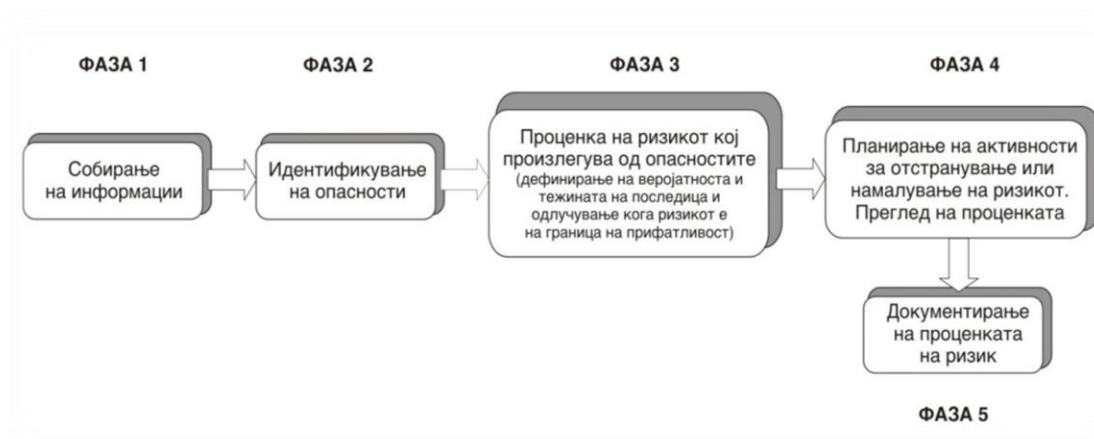 ФАЗА 1
Собирање
на информации
ФАЗА 2
Идентификување
на опасности
ФАЗА 3
Проценка на ризикот кој
произлегува од опасностите
(дефинирање на веројатноста и
тежината на последица и
одлучување кога ризикот е
на граница на прифатливост)
ФАЗА 4
Планирање на активности
за отстранување или
намалување на ризикот.
Преглед на проценката
Документирање
на проценката
на ризик
ФАЗА 5